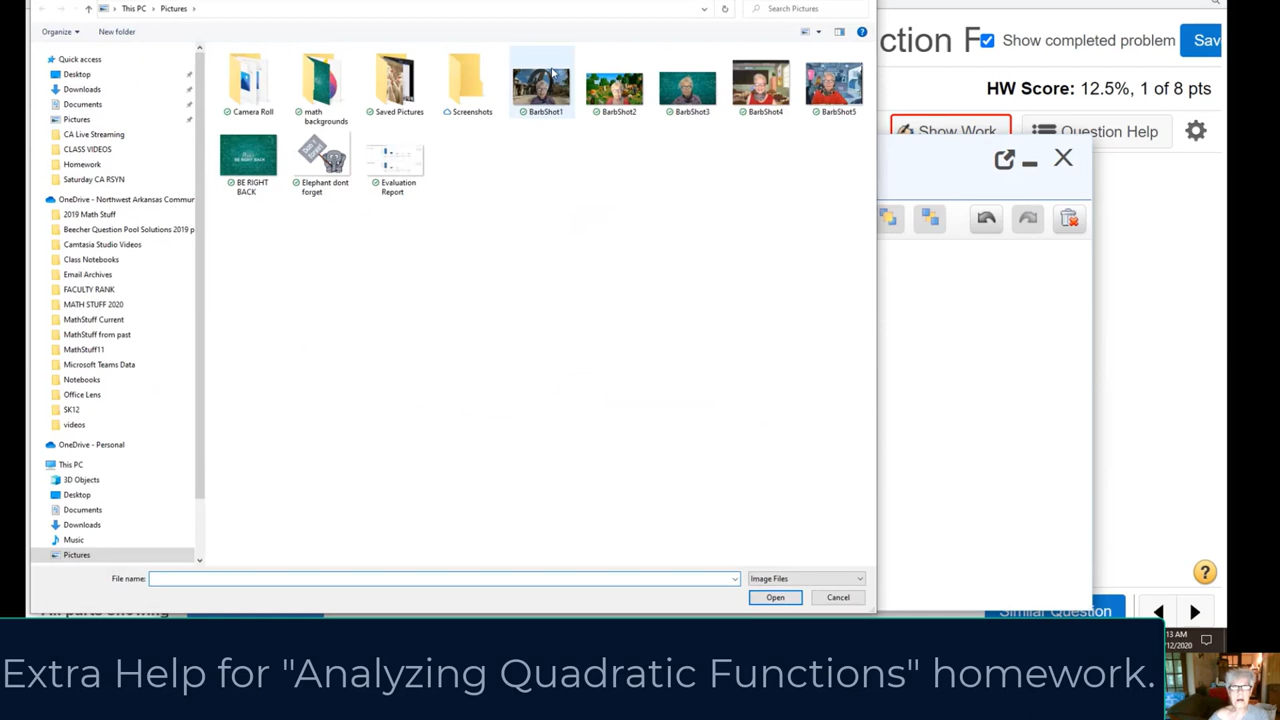 This PC
Pictures
Search Pictures
Organize
New folder
Quick access
Desktop
Downloads
Documents
Pictures
CA Live Streaming
CLASS VIDEOS
Homework
Saturday CA RSYN
OneDrive - Northwest Arkansas Commun
2019 Math Stuff
Beecher Question Pool Solutions 2019 p
Camtasia Studio Videos
Class Notebooks
Email Archives
FACULTY RANK
MATH STUFF 2020
MathStuff Current
MathStuff from past
MathStuff11
Microsoft Teams Data
Notebooks
Office Lens
SK12
videos
OneDrive - Personal
This PC
3D Objects
Desktop
Documents
Downloads
Music
Pictures
Camera Roll
math backgrounds
Saved Pictures
Screenshots
BarbShot1
BarbShot2
BarbShot3
BarbShot4
BarbShot5
BE RIGHT BACK
BE RIGHT BACK
Elephant dont forget
Evaluation Report
File name:
Image Files
Open
Cancel
ction F
Show completed problem
Sav
HW Score: 12.5%, 1 of 8 pts
Show Work
Question Help
?
Similar Question
13 AM
/12/2020
Extra Help for "Analyzing Quadratic Functions" homework.